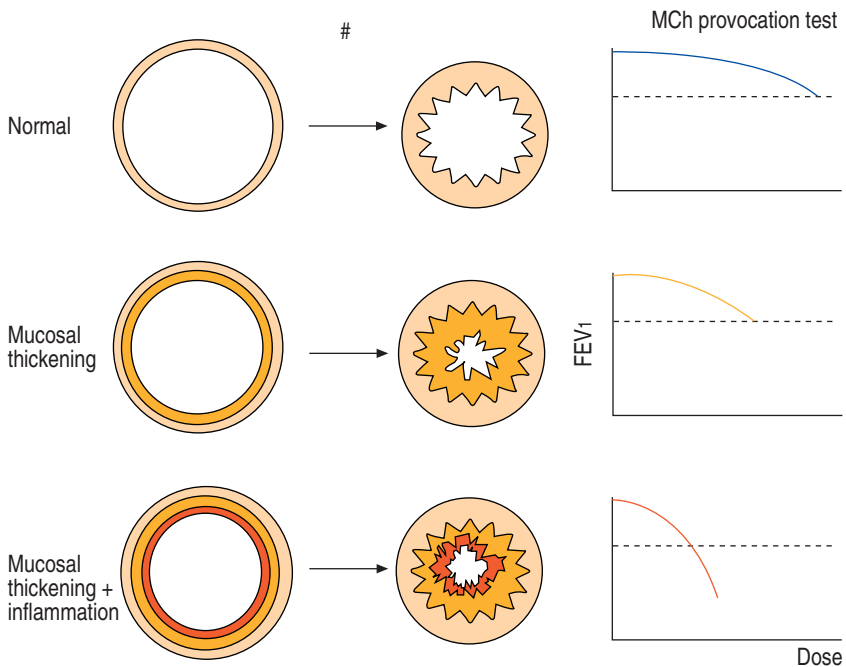 #
MCh provocation test
Normal
Mucosal
thickening
FEV1
Mucosal
thickening +
inflammation
Dose